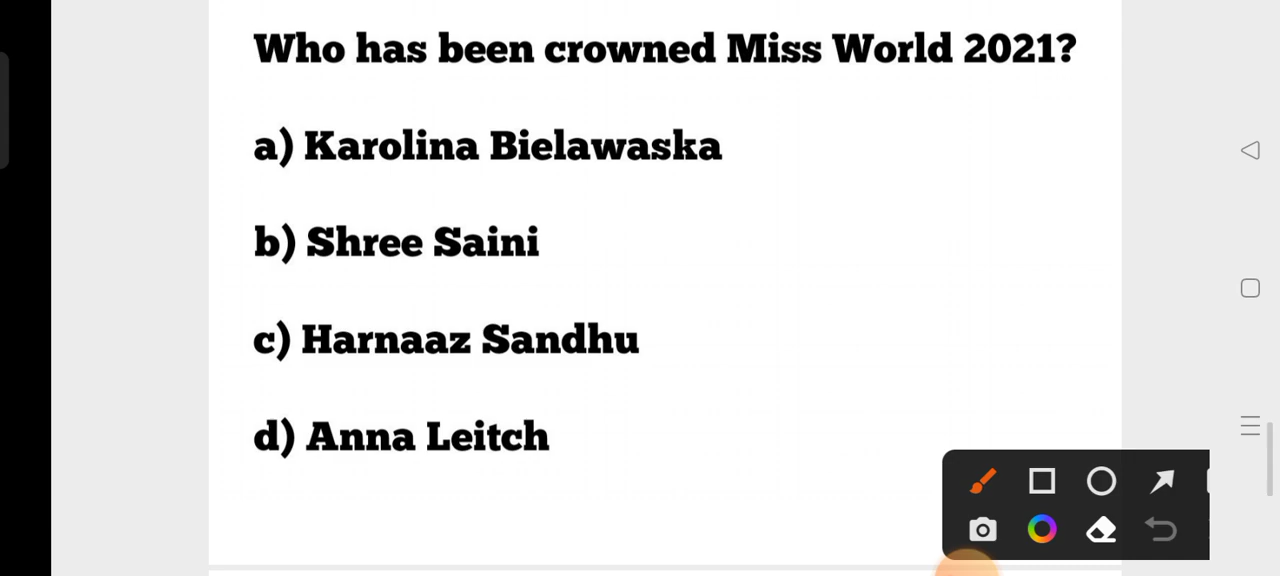 Who has been crowned Miss World 2021?
a) Karolina Bielawaska
b) Shree Saini
c) Harnaaz Sandhu
d) Anna Leitch